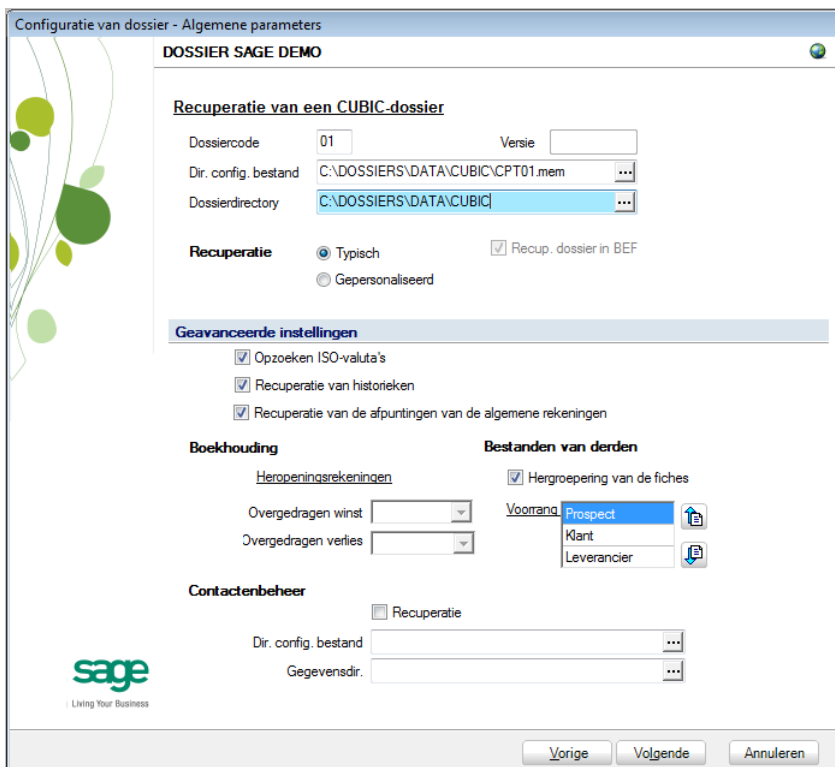 Configuratie van dossier - Algemene parameters
DOSSIER SAGE DEMO
Recuperatie van een CUBIC-dossier
Dossiercode 01 Versie
Dir. config. bestand C:\DOSSIERS\DATA\CUBIC\CPT01.mem ...
Dossierdirectory C:\DOSSIERS\DATA\CUBIC ...
Recuperatie Typisch Recup. dossier in BEF
Gepersonaliseerd
Geavanceerde instellingen
Opzoeken ISO-valuta's
Recuperatie van historieken
Recuperatie van de afpuntingen van de algemene rekeningen
Boekhouding Bestanden van derden
Heropeningsrekeningen Hergroepering van de fiches
Overgedragen winst Voorrang Prospect
Klant
Overgedragen verlies
Leverancier
Contactenbeheer
Recuperatie
Dir. config. bestand ...
Gegevensdir. ...
sage
Living Your Business
Vorige Volgende Annuleren